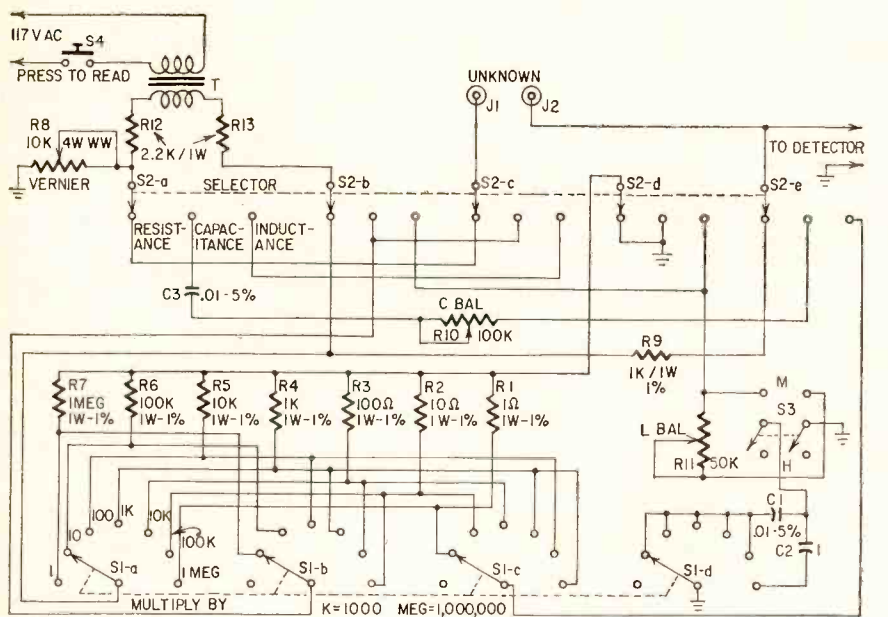 117 V AC
S4
PRESS TO READ
T
UNKNOWN
J1
J2
R8
10K
4W WW
VERNIER
R12
R13
2.2K/1W
TO DETECTOR
S2-a
SELECTOR
S2-b
S2-c
S2-d
S2-e
RESIST-
ANCE
CAPAC-
ITANCE
INDUCT-
ANCE
C3
.01-5%
C BAL
R10
100K
R9
1K/1W
1%
R7
1MEG
1W-1%
R6
100K
1W-1%
R5
10K
1W-1%
R4
1K
1W-1%
R3
100Ω
1W-1%
R2
10Ω
1W-1%
R1
1Ω
1W-1%
M
S3
H
L BAL
R11
50K
C1
.01-5%
C2
1
1
10
100
1K
10K
100K
1 MEG
S1-a
S1-b
S1-c
S1-d
MULTIPLY BY
K=1000 MEG=1,000,000